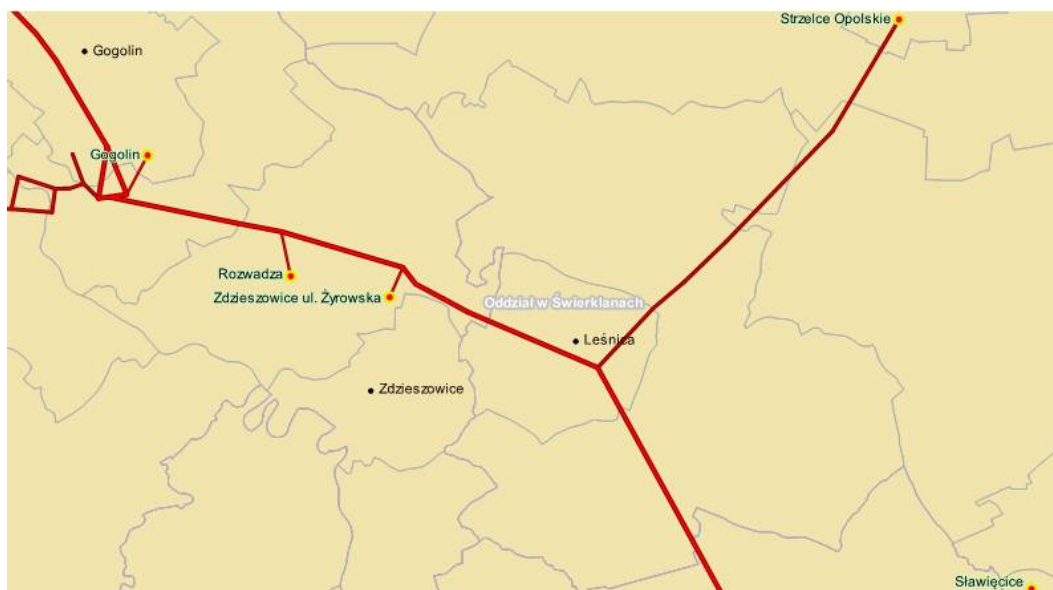 Strzelce Opolskie
Gogolin
Gogolin
Rozwadza
Zdzieszowice ul. Żyrowska
Oddział w Świerklanach
Leśnica
Zdzieszowice
Sławięcice